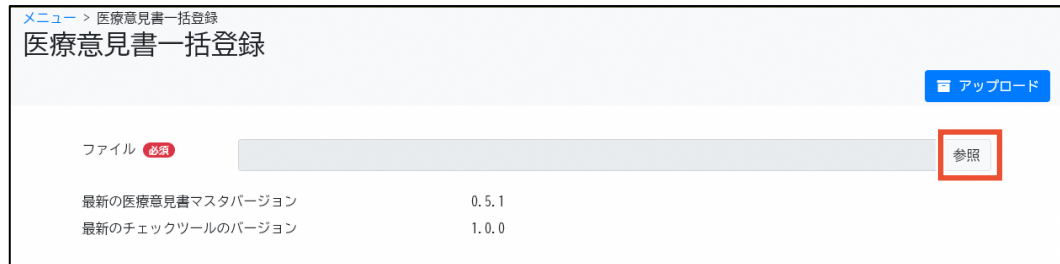 メニュー > 医療意見書一括登録
医療意見書一括登録
アップロード
ファイル 必須
参照
最新の医療意見書マスタバージョン 0.5.1
最新のチェックツールのバージョン 1.0.0